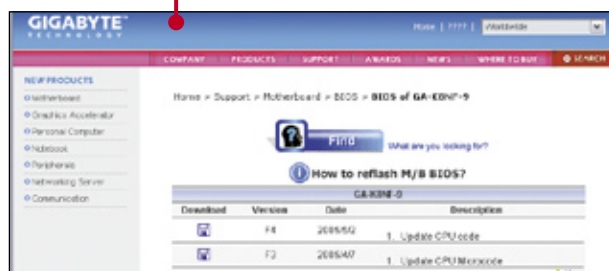 GIGABYTE™
TECHNOLOGY
Home | ???? | Worldwide
COMPANY PRODUCTS SUPPORT AWARDS NEWS WHERE TO BUY SEARCH
NEW PRODUCTS
Motherboard
Graphics Accelerator
Personal Computer
Notebook
Peripherals
Networking Server
Communication
Home > Support > Motherboard > BIOS > BIOS of GA-K8NF-9
Find What are you looking for?
How to reflash M/B BIOS?
GA-K8NF-9
Download Version Date Description
F4 2005/5/2 1. Update CPU code
F3 2005/4/7 1. Update CPU Microcode